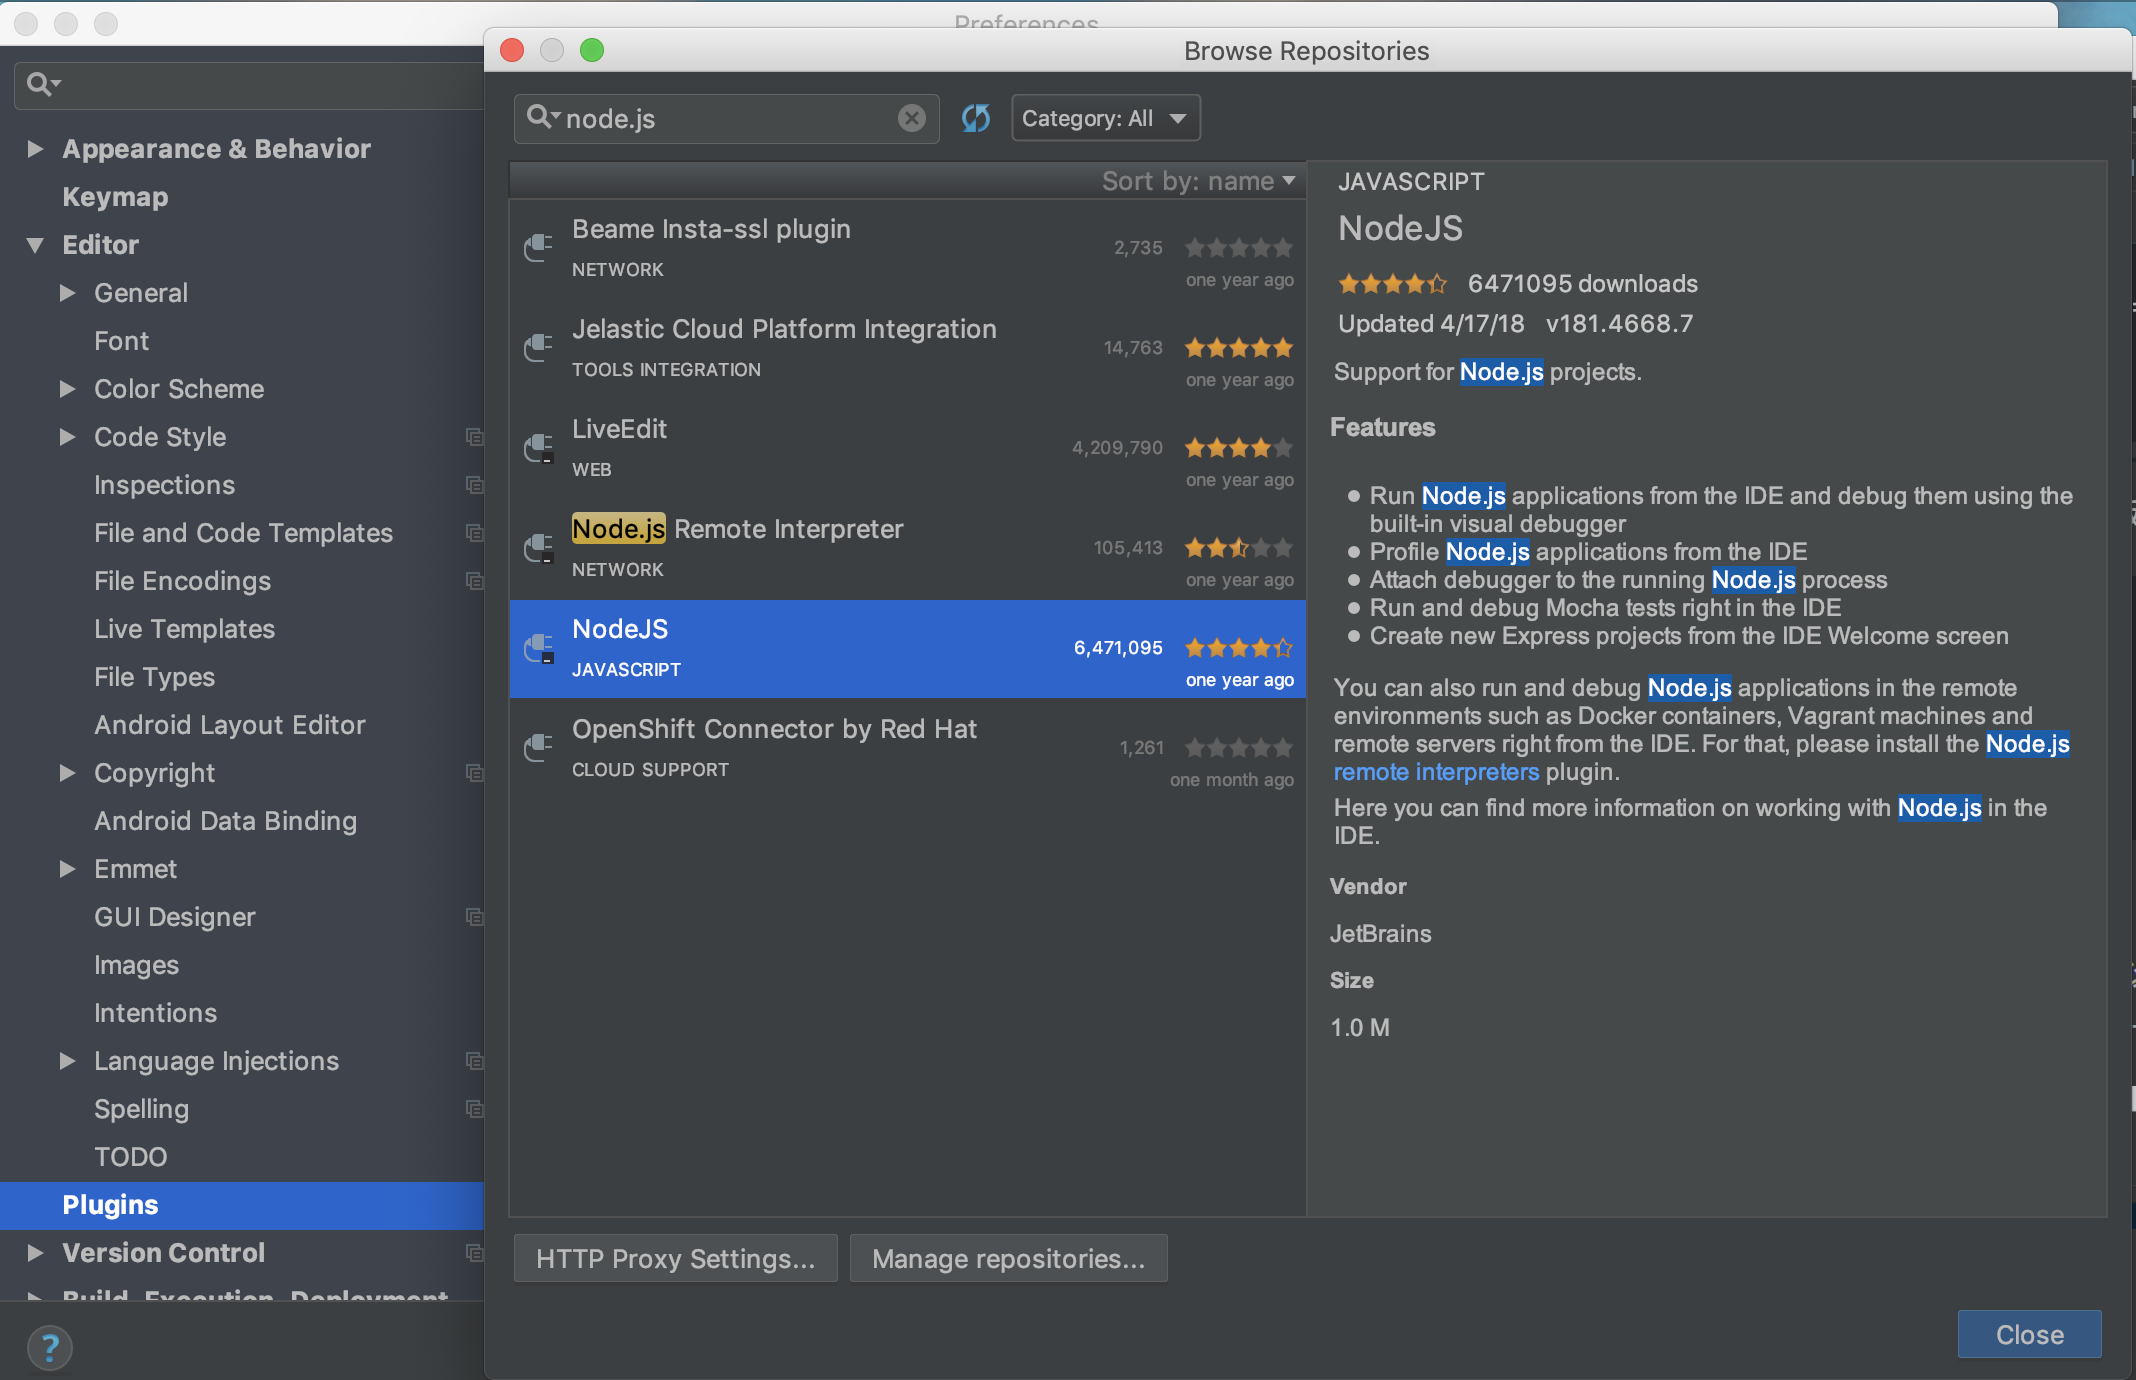 Preferences
Appearance & Behavior
Keymap
Editor
General
Font
Color Scheme
Code Style
Inspections
File and Code Templates
File Encodings
Live Templates
File Types
Android Layout Editor
Copyright
Android Data Binding
Emmet
GUI Designer
Images
Intentions
Language Injections
Spelling
TODO
Plugins
Version Control
Build, Execution, Deployment
?
Browse Repositories
node.js
Category: All
Sort by: name
Beame Insta-ssl plugin
2,735
NETWORK
one year ago
Jelastic Cloud Platform Integration
14,763
TOOLS INTEGRATION
one year ago
LiveEdit
4,209,790
WEB
one year ago
Node.js Remote Interpreter
105,413
NETWORK
one year ago
NodeJS
6,471,095
JAVASCRIPT
one year ago
OpenShift Connector by Red Hat
1,261
CLOUD SUPPORT
one month ago
JAVASCRIPT
NodeJS
6471095 downloads
Updated 4/17/18 v181.4668.7
Support for Node.js projects.
Features
Run Node.js applications from the IDE and debug them using the
built-in visual debugger
Profile Node.js applications from the IDE
Attach debugger to the running Node.js process
Run and debug Mocha tests right in the IDE
Create new Express projects from the IDE Welcome screen
You can also run and debug Node.js applications in the remote
environments such as Docker containers, Vagrant machines and
remote servers right from the IDE. For that, please install the Node.js
remote interpreters plugin.
Here you can find more information on working with Node.js in the
IDE.
Vendor
JetBrains
Size
1.0 M
HTTP Proxy Settings...
Manage repositories...
Close